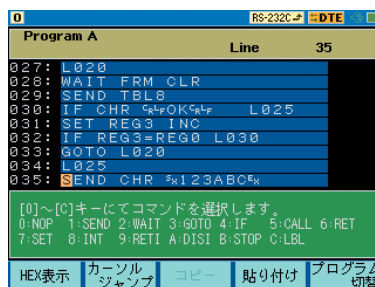 0 RS-232C DTE
Program A
Line 35
027: L020
028: WAIT FRM CLR
029: SEND TBL8
030: IF CHR CRLFOKCRLF L025
031: SET REG3 INC
032: IF REG3=REG0 L030
033: GOTO L020
034: L025
035: SEND CHR SX123ABCEX
[0]~[C]キーにてコマンドを選択します。
0:NOP 1:SEND 2:WAIT 3:GOTO 4:IF 5:CALL 6:RET
7:SET 8:INT 9:RETI A:DISI B:STOP C:LBL
HEX表示 カーソルジャンプ コピー 貼り付け プログラム切替